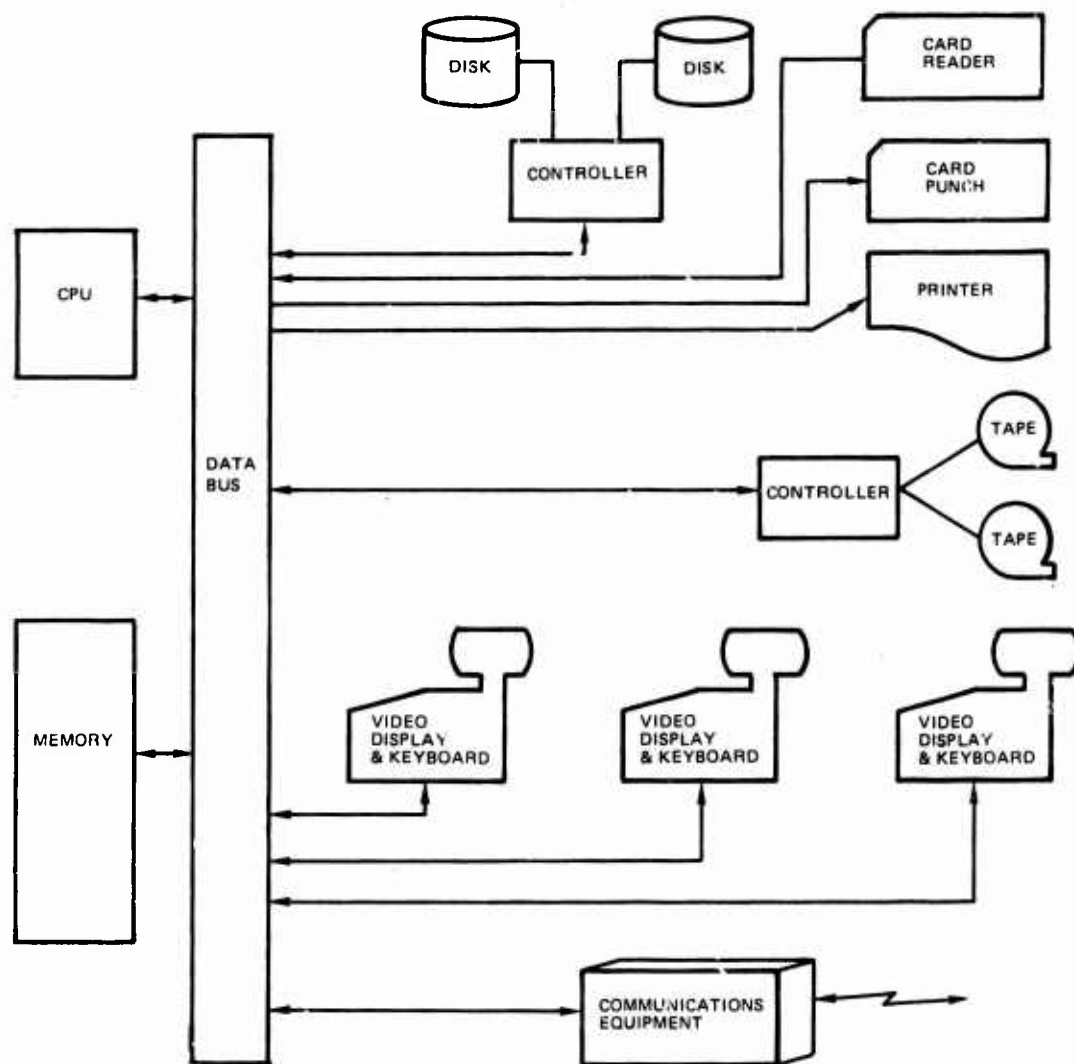 DISK
DISK
CARD
READER
CONTROLLER
CARD
PUNCH
CPU
PRINTER
DATA
BUS
TAPE
CONTROLLER
TAPE
MEMORY
VIDEO
DISPLAY
& KEYBOARD
VIDEO
DISPLAY
& KEYBOARD
VIDEO
DISPLAY
& KEYBOARD
COMMUNICATIONS
EQUIPMENT